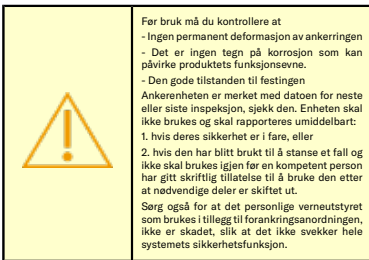 Før bruk må du kontrollere at
- Ingen permanent deformasjon av ankerringen
- Det er ingen tegn på korrosjon som kan
påvirke produktets funksjonsevne.
- Den gode tilstanden til festingen
Ankerenheten er merket med datoen for neste
eller siste inspeksjon, sjekk den. Enheten skal
ikke brukes og skal rapporteres umiddelbart:
1. hvis deres sikkerhet er i fare, eller
2. hvis den har blitt brukt til å stanse et fall og
ikke skal brukes igjen før en kompetent person
har gitt skriftlig tillatelse til å bruke den etter
at nødvendige deler er skiftet ut.
Sørg også for at det personlige verneutstyret
som brukes i tillegg til forankringsanordningen,
ikke er skadet, slik at det ikke svekker hele
systemets sikkerhetsfunksjon.